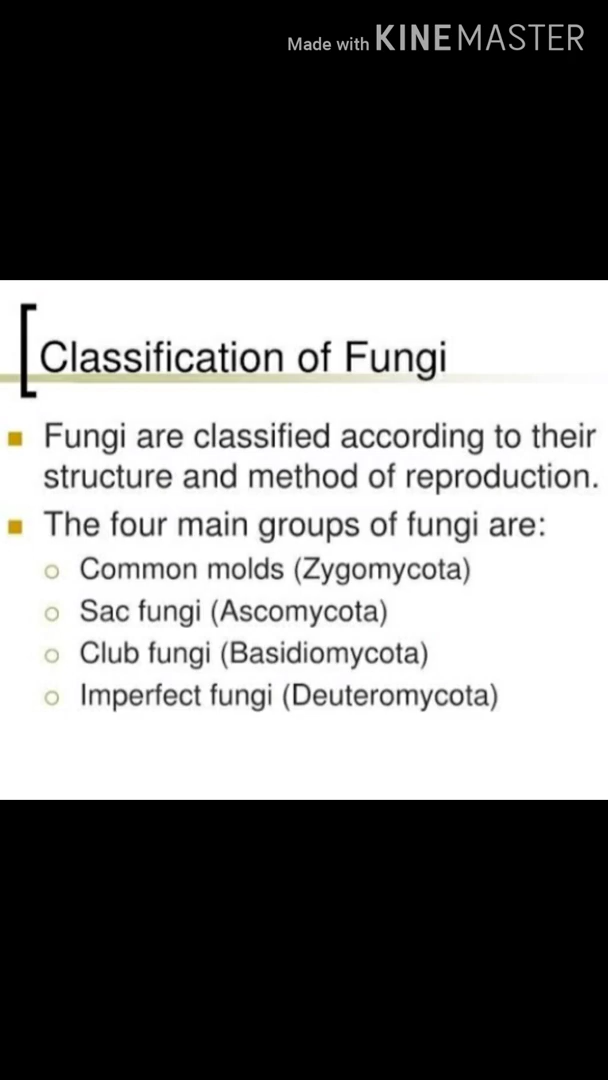 Made with KINEMASTER
Classification of Fungi
Fungi are classified according to their
structure and method of reproduction.
The four main groups of fungi are:
Common molds (Zygomycota)
Sac fungi (Ascomycota)
Club fungi (Basidiomycota)
Imperfect fungi (Deuteromycota)